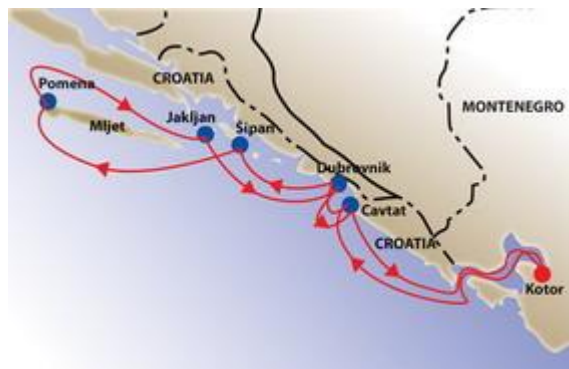 CROATIA
Pomena
MONTENEGRO
Mljet
Jakljan
Šipan
Dubrovnik
Cavtat
CROATIA
Kotor